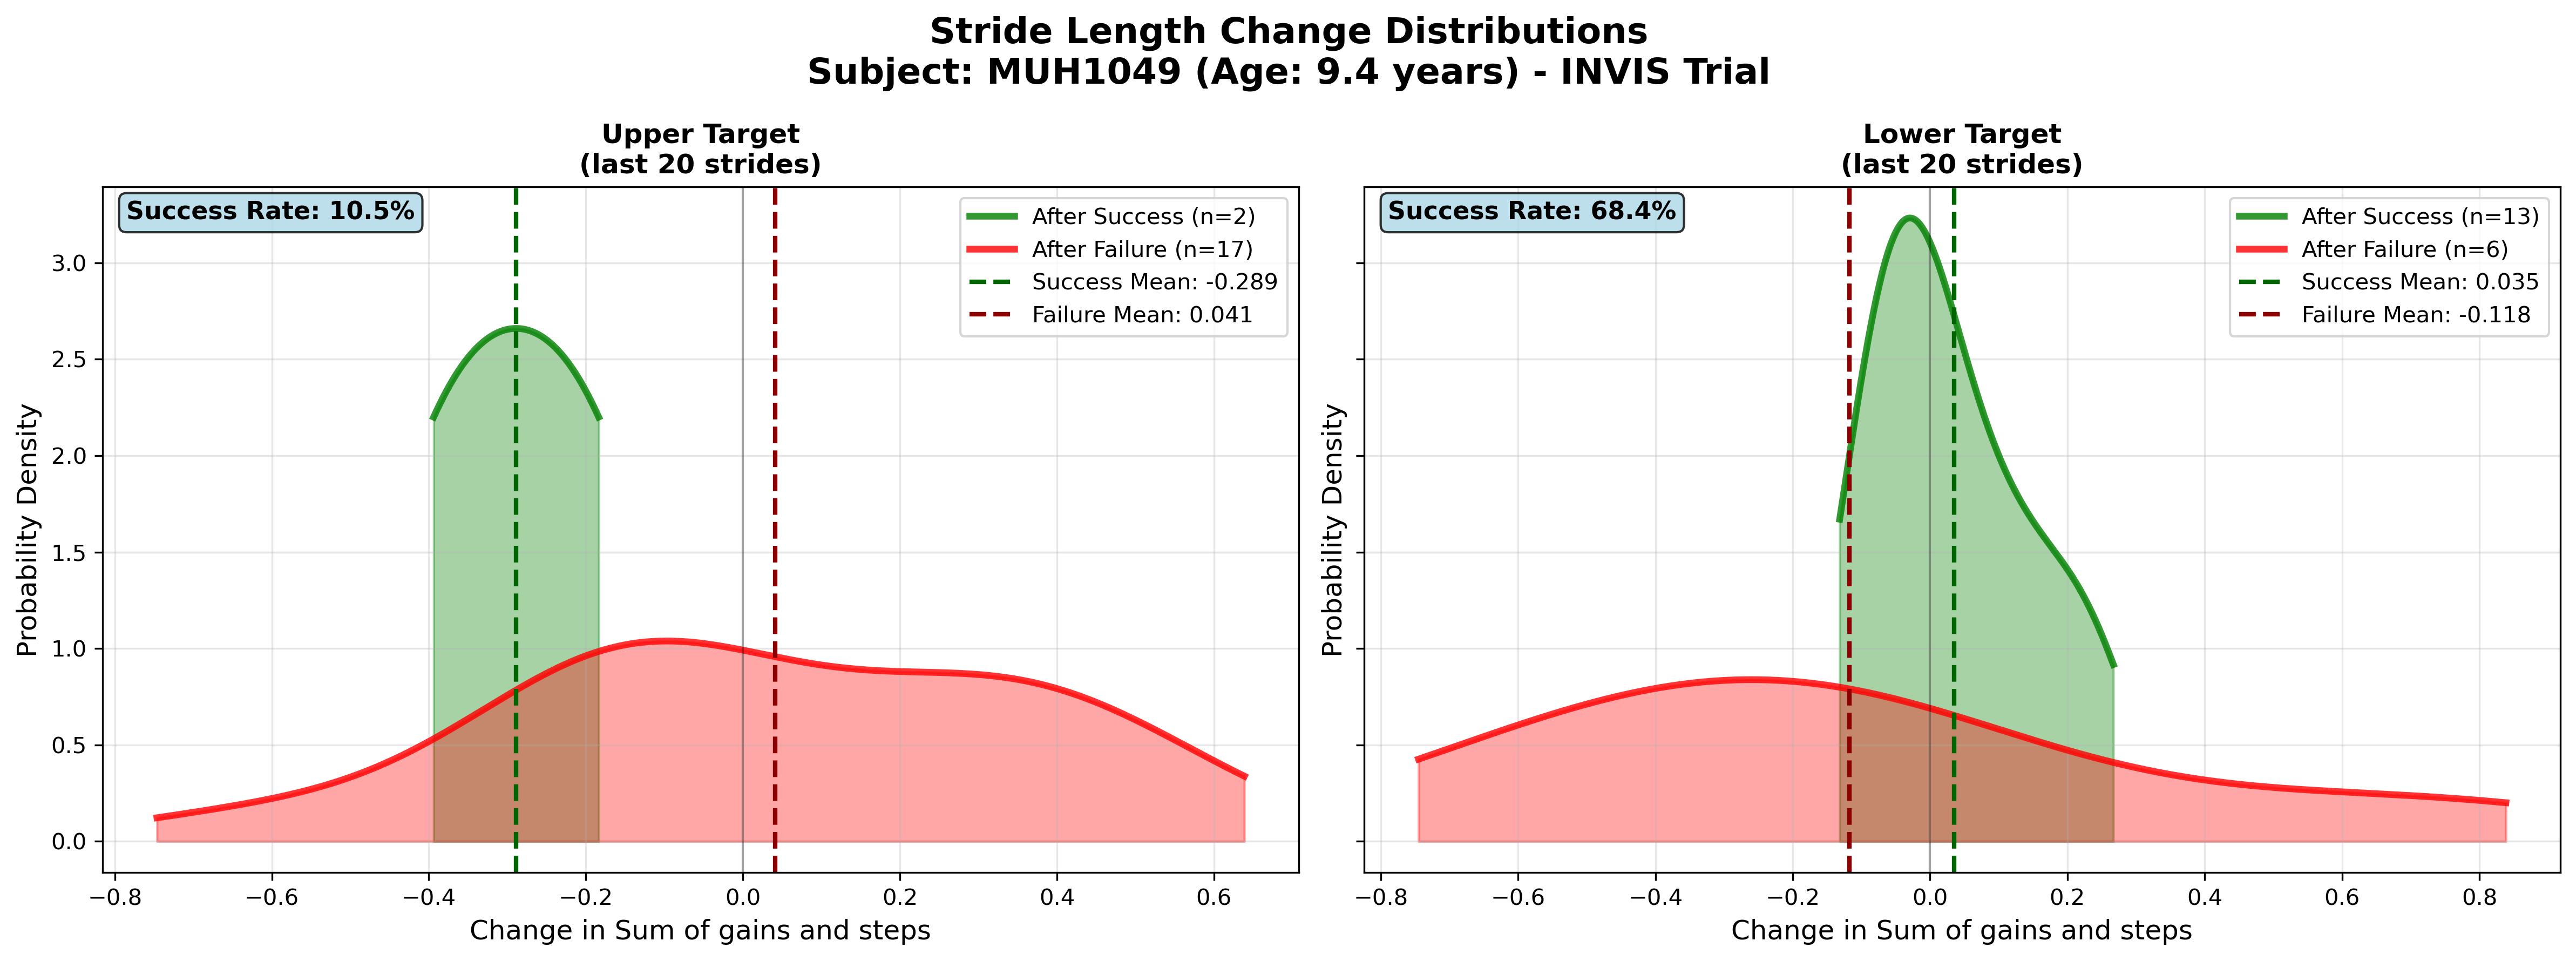 Stride Length Change Distributions
Subject: MUH1049 (Age: 9.4 years) - INVIS Trial
Upper Target
(last 20 strides)
Success Rate: 10.5%
After Success (n=2)
After Failure (n=17)
Success Mean: -0.289
Failure Mean: 0.041
Probability Density
3.0
2.5
2.0
1.5
1.0
0.5
0.0
−0.8 −0.6 −0.4 −0.2 0.0 0.2 0.4 0.6
Change in Sum of gains and steps
Lower Target
(last 20 strides)
Success Rate: 68.4%
After Success (n=13)
After Failure (n=6)
Success Mean: 0.035
Failure Mean: -0.118
Probability Density
−0.8 −0.6 −0.4 −0.2 0.0 0.2 0.4 0.6 0.8
Change in Sum of gains and steps